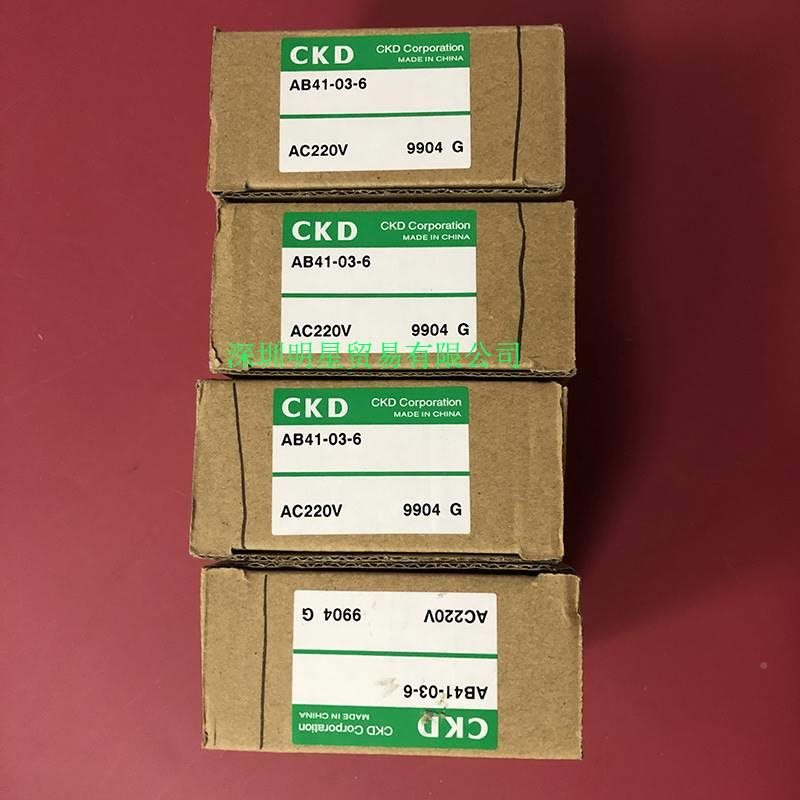 CKD CKD Corporation
MADE IN CHINA
AB41-03-6
AC220V 9904 G
CKD CKD Corporation
MADE IN CHINA
AB41-03-6
AC220V 9904 G
深圳明星贸易有限公司
CKD CKD Corporation
MADE IN CHINA
AB41-03-6
AC220V 9904 G
CKD CKD Corporation
MADE IN CHINA
AB41-03-6
AC220V 9904 G